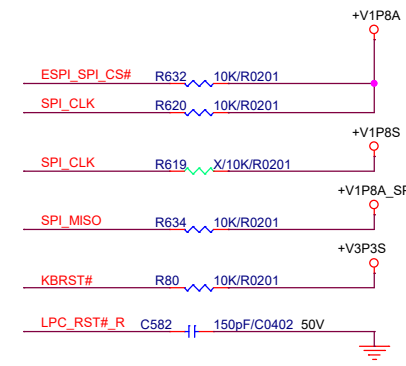 +V1P8A
ESPI_SPI_CS# R632 10K/R0201
SPI_CLK R620 10K/R0201
+V1P8S
SPI_CLK R619 X/10K/R0201
+V1P8A_SP
SPI_MISO R634 10K/R0201
+V3P3S
KBRST# R80 10K/R0201
LPC_RST#_R C582 150pF/C0402 50V